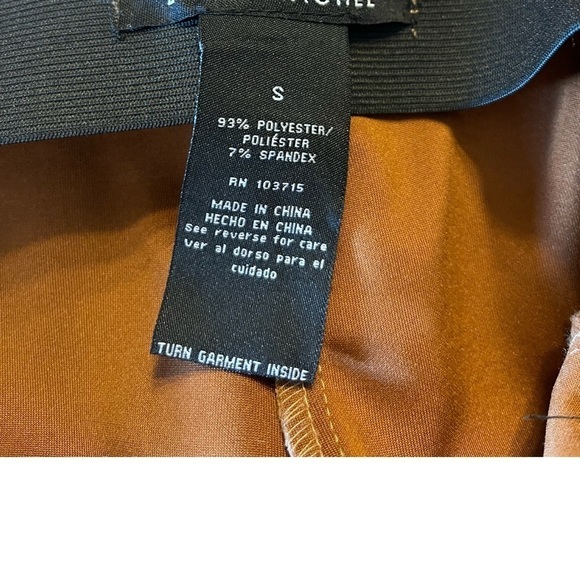 S
93% POLYESTER/
POLIÉSTER
7% SPANDEX
RN 103715
MADE IN CHINA
HECHO EN CHINA
See reverse for care
Ver al dorso para el
cuidado
TURN GARMENT INSIDE